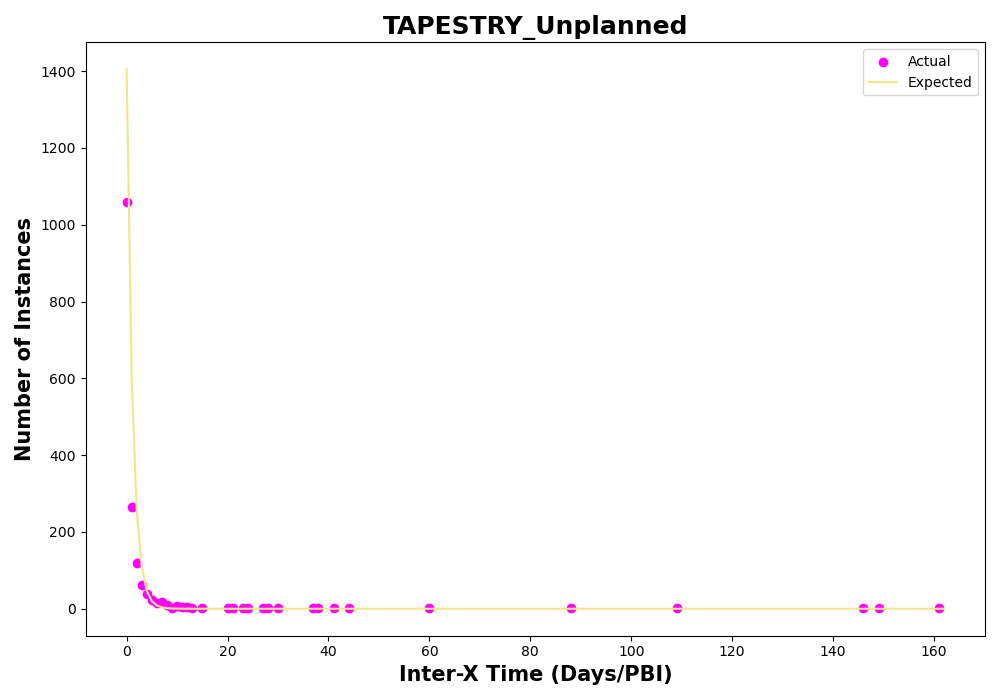 TAPESTRY_Unplanned
Actual
Expected
Number of Instances
1400
1200
1000
800
600
400
200
0
0 20 40 60 80 100 120 140 160
Inter-X Time (Days/PBI)